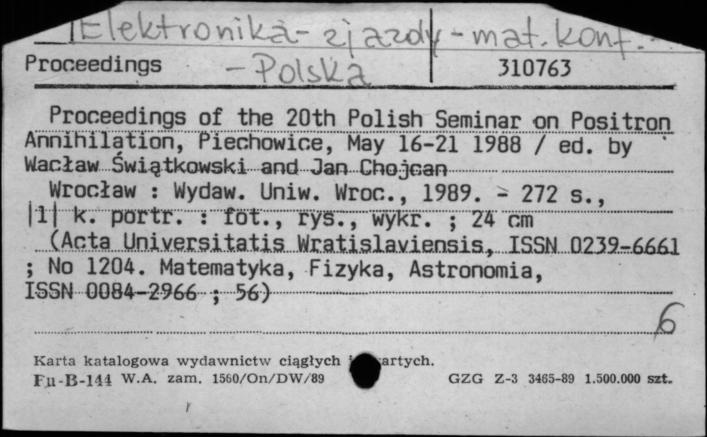 Elektronika - zjazdy - mat. konf. -
- Polska
Proceedings 310763
Proceedings of the 20th Polish Seminar on Positron
Annihilation, Piechowice, May 16-21 1988 / ed. by
Wacław Świątkowski and Jan Chojcan
Wrocław : Wydaw. Uniw. Wroc., 1989. - 272 s.,
|1| k. portr. : fot., rys., wykr. ; 24 cm
(Acta Universitatis Wratislaviensis, ISSN 0239-6661
; No 1204. Matematyka, Fizyka, Astronomia,
ISSN 0084-2966 ; 56)
6
Karta katalogowa wydawnictw ciągłych
Fu-B-144 W.A. zam. 1560/On/DW/89 GZG Z-3 3465-89 1.500.000 szt.